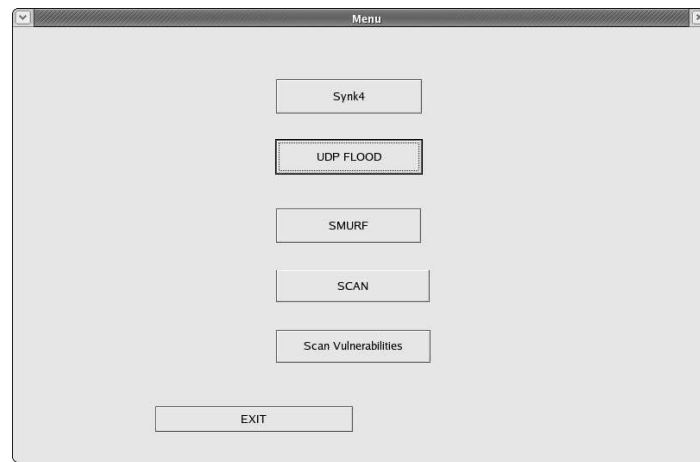 Menu
Synk4
UDP FLOOD
SMURF
SCAN
Scan Vulnerabilities
EXIT